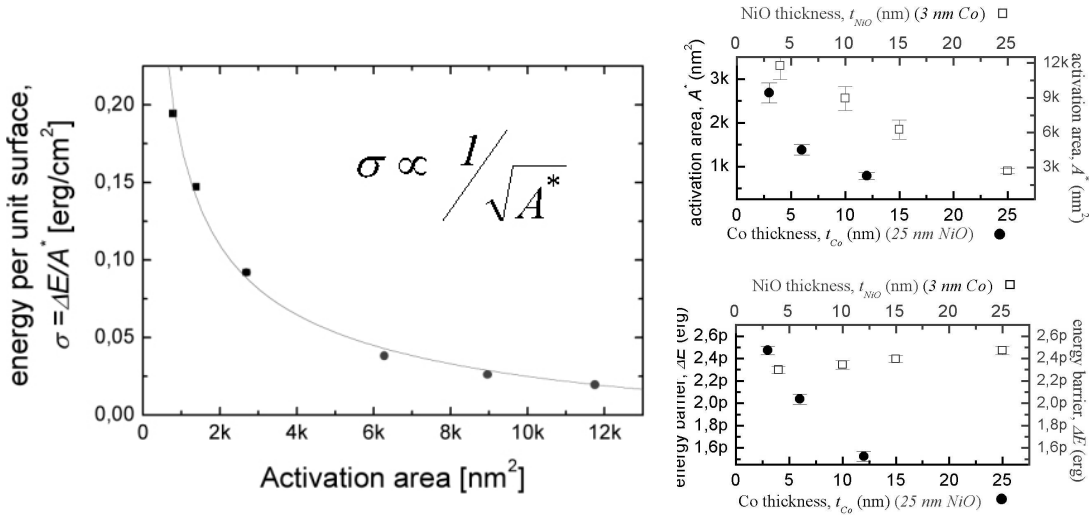 energy per unit surface,
σ =ΔE/A* [erg/cm²]
0,20
0,15
0,10
0,05
0,00
σ ∝ 1/√A*
0 2k 4k 6k 8k 10k 12k
Activation area [nm²]
NiO thickness, t_NiO (nm) (3 nm Co) □
0 5 10 15 20 25
activation area, A* (nm²)
3k
2k
1k
12k
9k
6k
3k
activation area, A* (nm²)
0 5 10 15 20 25
Co thickness, t_Co (nm) (25 nm NiO) ●
NiO thickness, t_NiO (nm) (3 nm Co) □
0 5 10 15 20 25
energy barrier, ΔE (erg)
2,6p
2,4p
2,2p
2,0p
1,8p
1,6p
2,6p
2,4p
2,2p
2,0p
1,8p
1,6p
energy barrier, ΔE (erg)
0 5 10 15 20 25
Co thickness, t_Co (nm) (25 nm NiO) ●